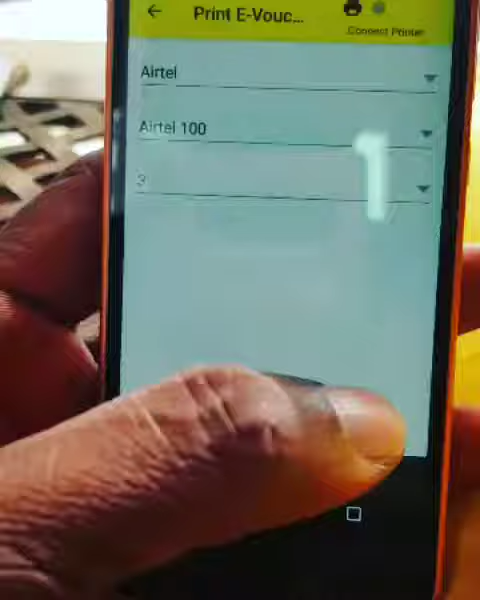 Print E-Vouc...
Connect Printer
Airtel
Airtel 100
3
1